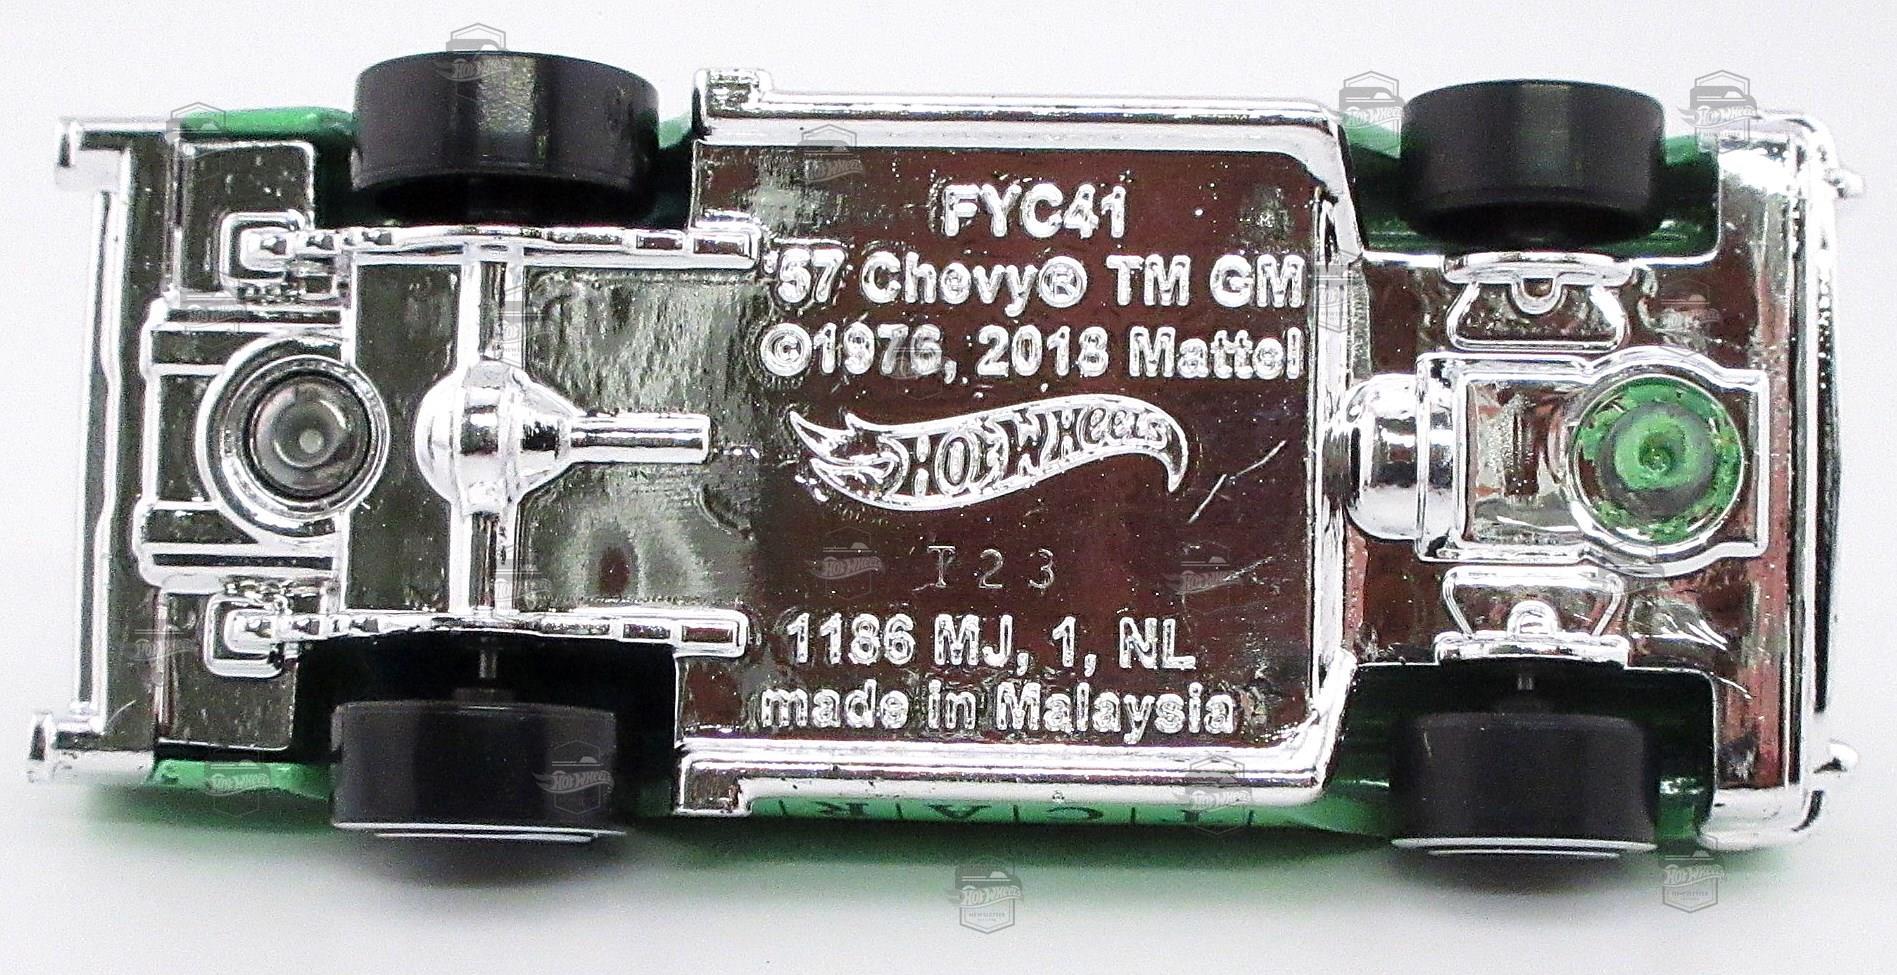 FYC41
'57 Chevy® TM GM
©1976, 2018 Mattel
Hot Wheels
T23
1186 MJ, 1, NL
made in Malaysia